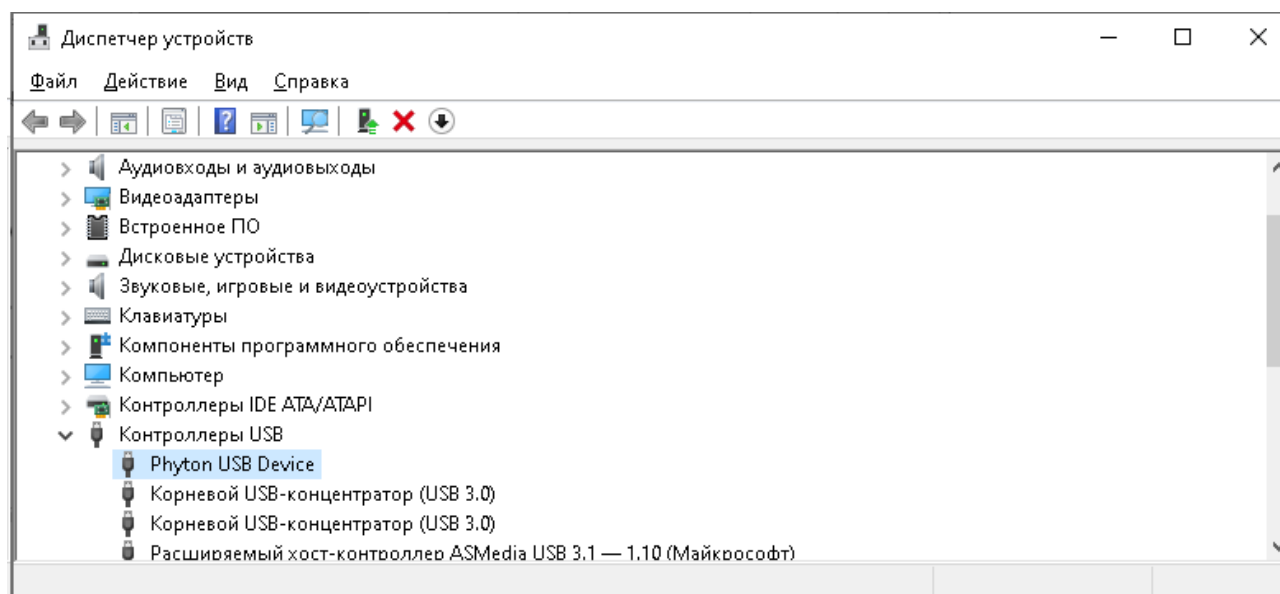 Диспетчер устройств
Файл Действие Вид Справка
Аудиовходы и аудиовыходы
Видеоадаптеры
Встроенное ПО
Дисковые устройства
Звуковые, игровые и видеоустройства
Клавиатуры
Компоненты программного обеспечения
Компьютер
Контроллеры IDE ATA/ATAPI
Контроллеры USB
Phyton USB Device
Корневой USB-концентратор (USB 3.0)
Корневой USB-концентратор (USB 3.0)
Расширяемый хост-контроллер ASMedia USB 3.1 — 1.10 (Майкрософт)